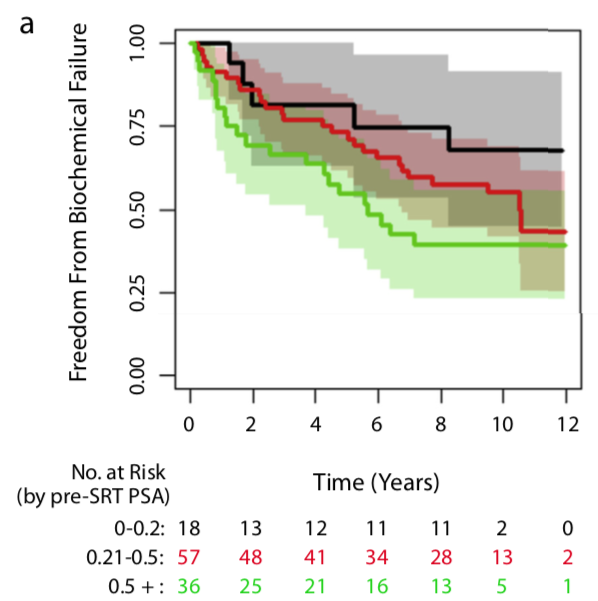 a
Freedom From Biochemical Failure
1.00
0.75
0.50
0.25
0.00
0 2 4 6 8 10 12
Time (Years)
No. at Risk
(by pre-SRT PSA)
0-0.2: 18 13 12 11 11 2 0
0.21-0.5: 57 48 41 34 28 13 2
0.5 + : 36 25 21 16 13 5 1